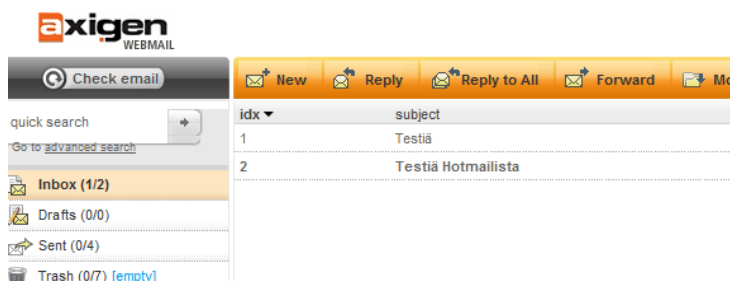 axigen
WEBMAIL
Check email
New Reply Reply to All Forward
quick search
Go to advanced search
idx subject
1 Testiä
2 Testiä Hotmailista
Inbox (1/2)
Drafts (0/0)
Sent (0/4)
Trash (0/7) [empty]